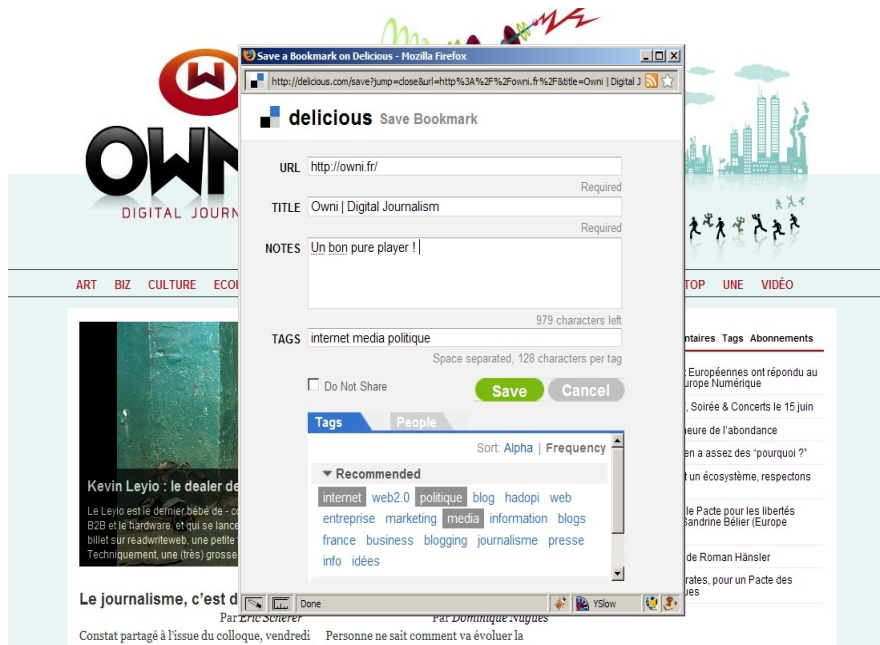 Save a Bookmark on Delicious - Mozilla Firefox
http://delicious.com/save?jump=close&url=http%3A%2F%2Fowni.fr%2F&title=Owni | Digital J
delicious Save Bookmark
URL http://owni.fr/
Required
TITLE Owni | Digital Journalism
Required
NOTES Un bon pure player !
979 characters left
TAGS internet media politique
Space separated, 128 characters per tag
Do Not Share Save Cancel
Tags People
Sort: Alpha | Frequency
Recommended
internet web2.0 politique blog hadopi web
entreprise marketing media information blogs
france business blogging journalisme presse
info idées
Done YSlow
OWN
DIGITAL JOURN
ART BIZ CULTURE ECO
TOP UNE VIDÉO
Kevin Leyio : le dealer de
Le Leyio est le dernier bébé de - co
B2B et le hardware, et qui se lance
billet sur readwriteweb, une petite
Techniquement, une (très) grosse
Le journalisme, c'est d
Par Eric Scherer
Constat partagé à l'issue du colloque, vendredi
Par Dominique Nugues
Personne ne sait comment va évoluer la
ntaires Tags Abonnements
Européennes ont répondu au
urope Numérique
, Soirée & Concerts le 15 juin
eure de l'abondance
en a assez des "pourquoi ?"
t un écosystème, respectons
le Pacte pour les libertés
Sandrine Bélier (Europe
de Roman Hänsler
rates, pour un Pacte des
ues